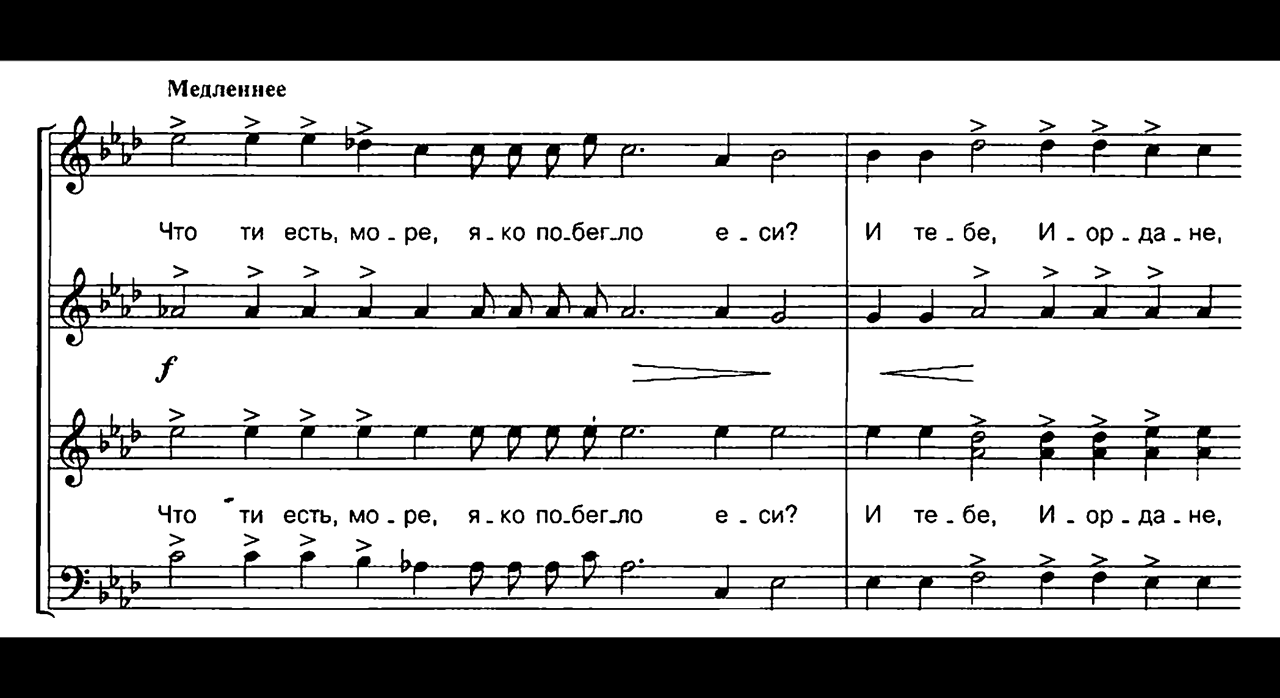 Медленнее
Что ти есть, мо - ре, я - ко по-бег-ло е - си? И те - бе, И - ор - да - не,
f
Что ти есть, мо - ре, я - ко по-бег-ло е - си? И те - бе, И - ор - да - не,